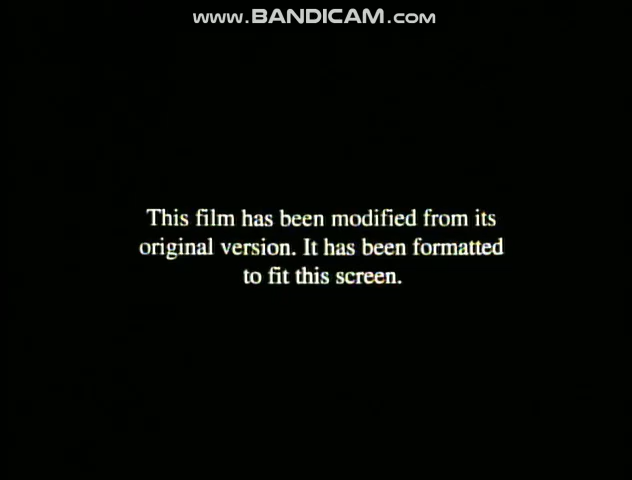 www.BANDICAM.com
This film has been modified from its
original version. It has been formatted
to fit this screen.